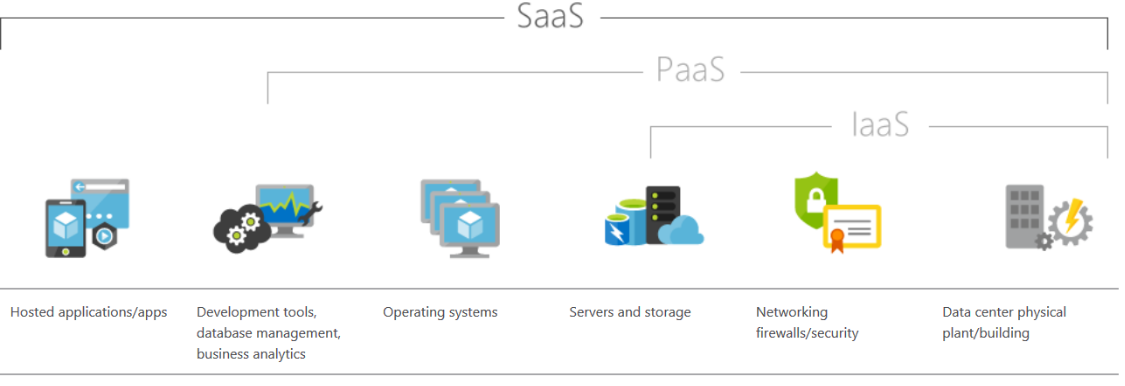 SaaS
PaaS
IaaS
Hosted applications/apps
Development tools,
database management,
business analytics
Operating systems
Servers and storage
Networking
firewalls/security
Data center physical
plant/building